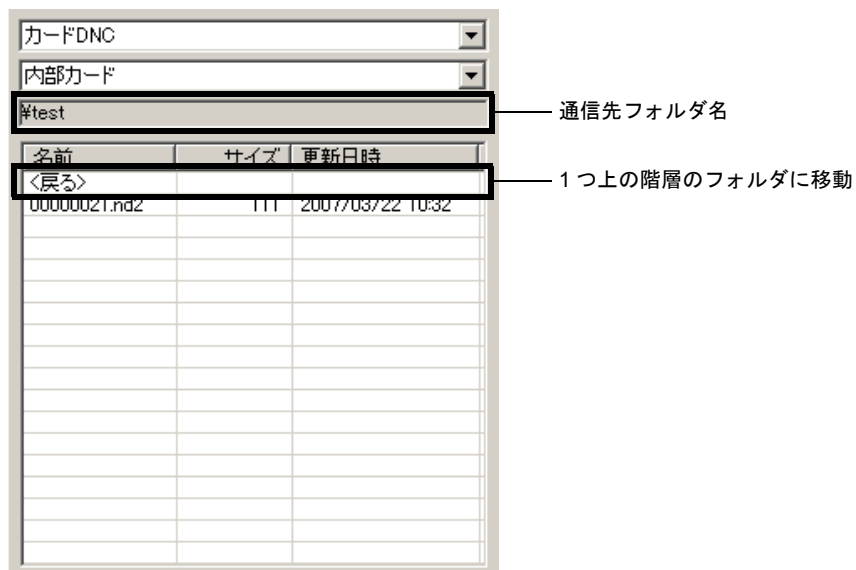 カードDNC
内部カード
¥test
通信先フォルダ名
名前 サイズ 更新日時
<戻る>
1つ上の階層のフォルダに移動
00000021.nd2 111 2007/03/22 10:32